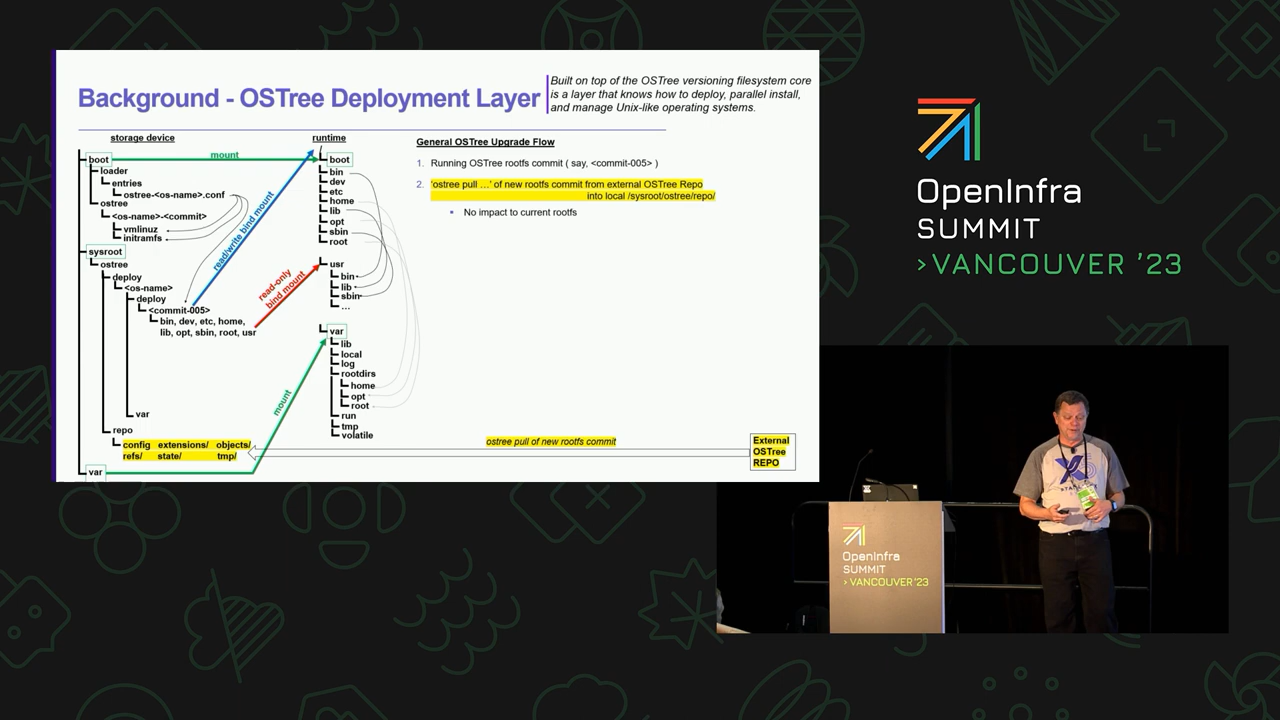 Background - OSTree Deployment Layer
Built on top of the OSTree versioning filesystem core
is a layer that knows how to deploy, parallel install,
and manage Unix-like operating systems.
storage device
runtime
boot
loader
entries
ostree-<os-name>.conf
ostree
<os-name>-<commit>
vmlinuz
initramfs
sysroot
ostree
deploy
<os-name>
deploy
<commit-005>
bin, dev, etc, home,
lib, opt, sbin, root, usr
var
repo
config extensions/ objects/
refs/ state/ tmp/
var
mount
read/write bind mount
read-only
bind mount
mount
boot
bin
dev
etc
home
lib
opt
sbin
root
usr
bin
lib
sbin
...
var
lib
local
log
rootdirs
home
opt
root
run
tmp
volatile
General OSTree Upgrade Flow
1. Running OSTree rootfs commit ( say, <commit-005> )
2. 'ostree pull …' of new rootfs commit from external OSTree Repo
into local /sysroot/ostree/repo/
▪ No impact to current rootfs
ostree pull of new rootfs commit
External
OSTree
REPO
OpenInfra
SUMMIT
>VANCOUVER '23
OpenInfra
SUMMIT
> VANCOUVER '23